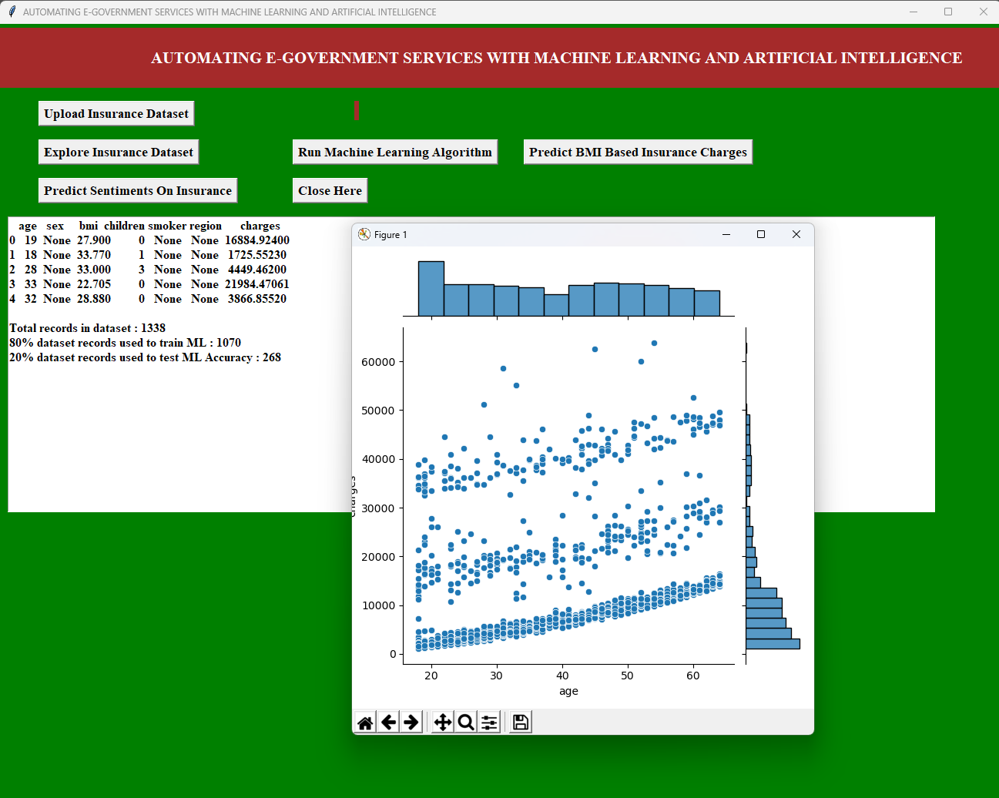 AUTOMATING E-GOVERNMENT SERVICES WITH MACHINE LEARNING AND ARTIFICIAL INTELLIGENCE
AUTOMATING E-GOVERNMENT SERVICES WITH MACHINE LEARNING AND ARTIFICIAL INTELLIGENCE
Upload Insurance Dataset
Explore Insurance Dataset Run Machine Learning Algorithm Predict BMI Based Insurance Charges
Predict Sentiments On Insurance Close Here
age sex bmi children smoker region charges
0 19 None 27.900 0 None None 16884.92400
1 18 None 33.770 1 None None 1725.55230
2 28 None 33.000 3 None None 4449.46200
3 33 None 22.705 0 None None 21984.47061
4 32 None 28.880 0 None None 3866.85520
Total records in dataset : 1338
80% dataset records used to train ML : 1070
20% dataset records used to test ML Accuracy : 268
Figure 1
60000
50000
40000
30000
20000
10000
0
charges
20 30 40 50 60
age